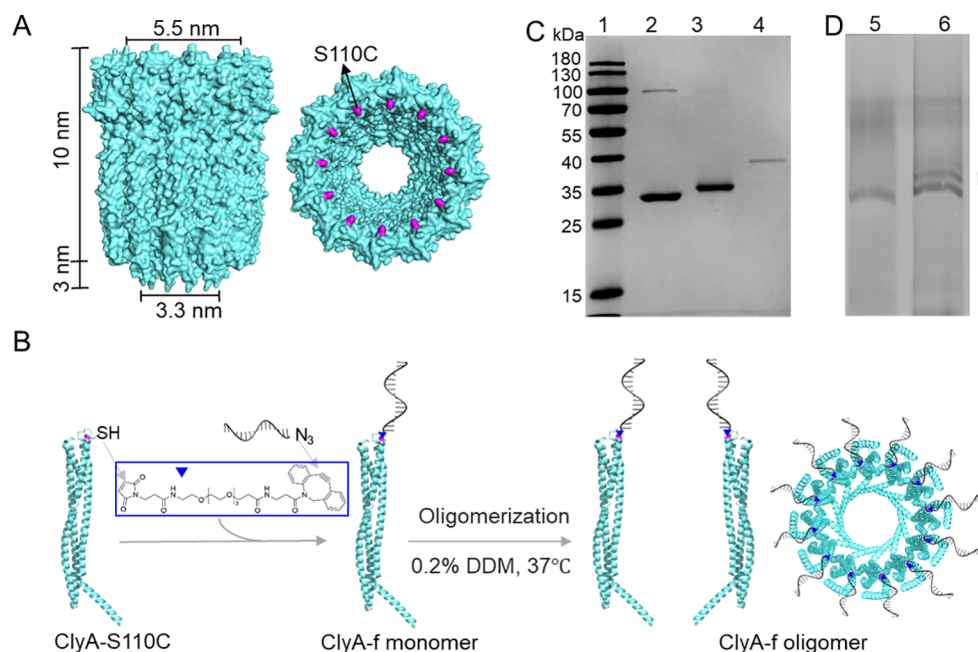 A
5.5 nm
10 nm
3 nm
3.3 nm
S110C
C
kDa
1 2 3 4
180
130
100
70
55
40
35
25
15
D
5 6
B
SH
N3
O
O
N
O
H
N
O
O
3
O
H
N
O
N
ClyA-S110C
ClyA-f monomer
Oligomerization
0.2% DDM, 37℃
ClyA-f oligomer